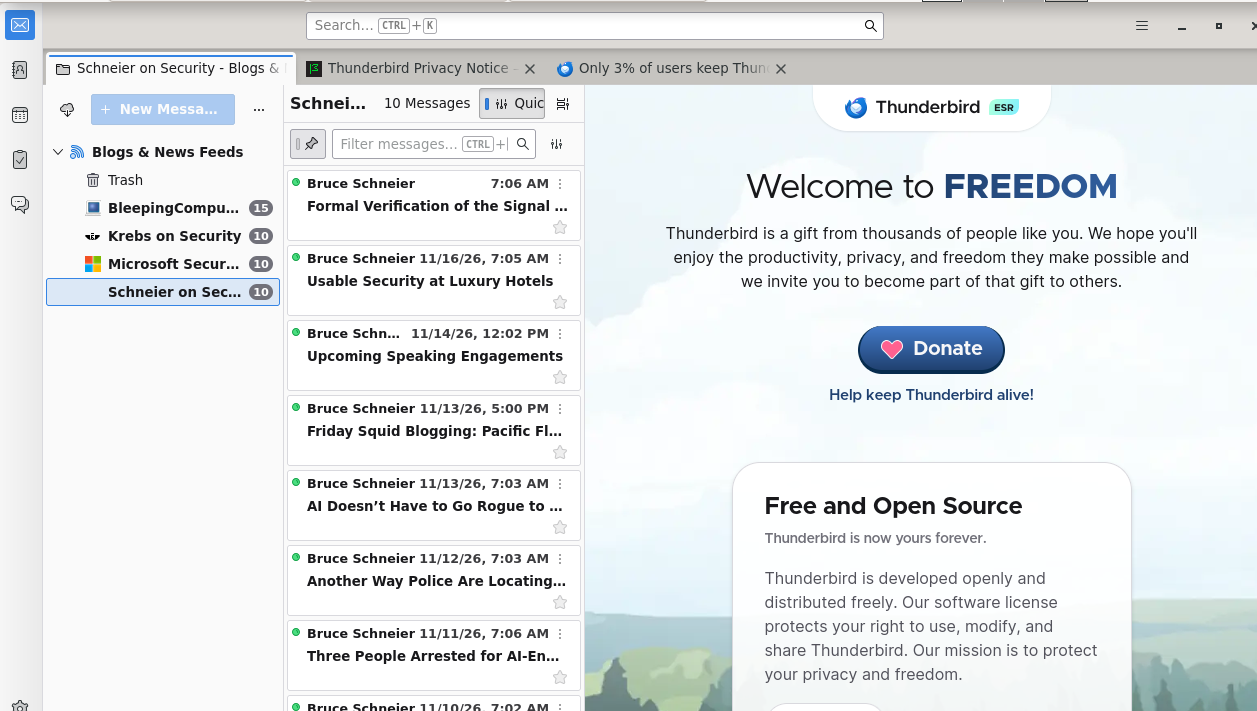 Search... CTRL + K
Schneier on Security - Blogs &
Thunderbird Privacy Notice -
Only 3% of users keep Thun
+ New Messa...
Schnei... 10 Messages Quic
Filter messages... CTRL +
Blogs & News Feeds
Trash
BleepingCompu... 15
Krebs on Security 10
Microsoft Secur... 10
Schneier on Sec... 10
Bruce Schneier 7:06 AM
Formal Verification of the Signal ...
Bruce Schneier 11/16/26, 7:05 AM
Usable Security at Luxury Hotels
Bruce Schn... 11/14/26, 12:02 PM
Upcoming Speaking Engagements
Bruce Schneier 11/13/26, 5:00 PM
Friday Squid Blogging: Pacific Fl...
Bruce Schneier 11/13/26, 7:03 AM
AI Doesn’t Have to Go Rogue to ...
Bruce Schneier 11/12/26, 7:03 AM
Another Way Police Are Locating...
Bruce Schneier 11/11/26, 7:06 AM
Three People Arrested for AI-En...
Bruce Schneier 11/10/26, 7:02 AM
Thunderbird ESR
Welcome to FREEDOM
Thunderbird is a gift from thousands of people like you. We hope you'll
enjoy the productivity, privacy, and freedom they make possible and
we invite you to become part of that gift to others.
Donate
Help keep Thunderbird alive!
Free and Open Source
Thunderbird is now yours forever.
Thunderbird is developed openly and
distributed freely. Our software license
protects your right to use, modify, and
share Thunderbird. Our mission is to protect
your privacy and freedom.